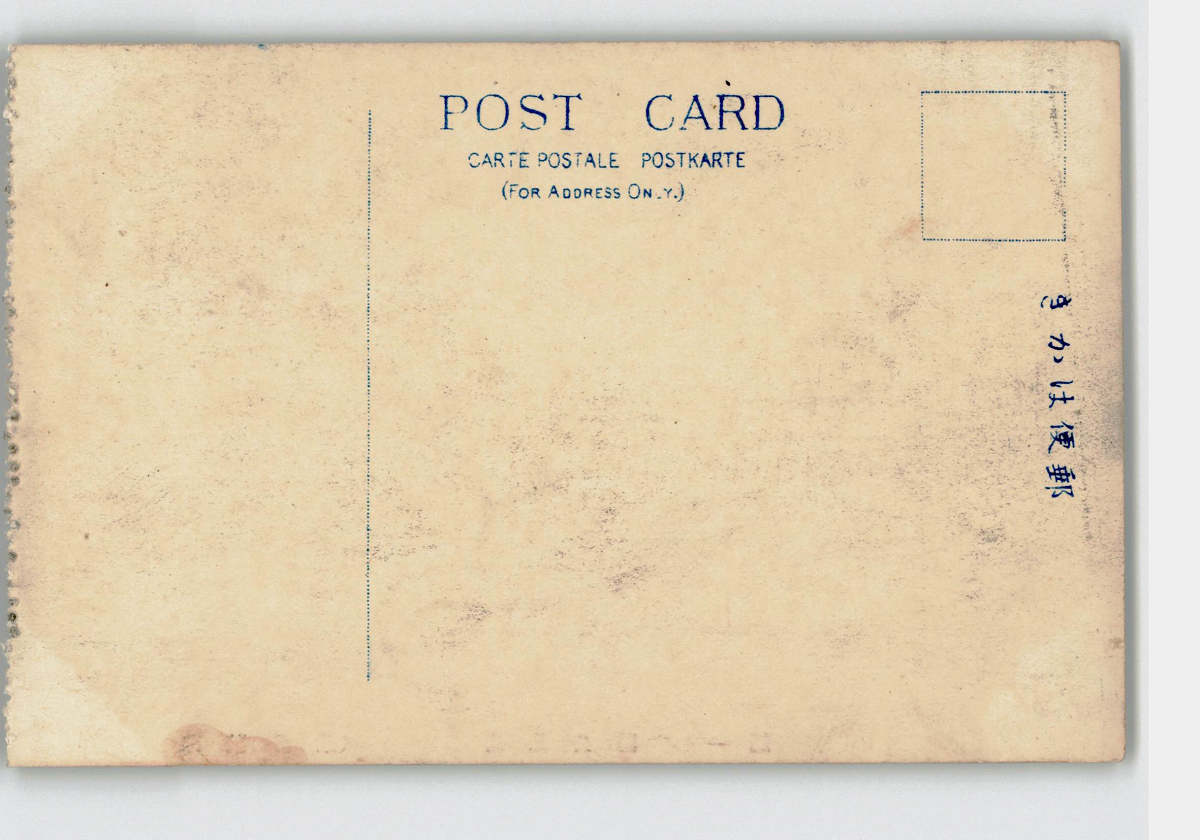 POST CARD
CARTE POSTALE POSTKARTE
(FOR ADDRESS ONLY.)
郵便はかき